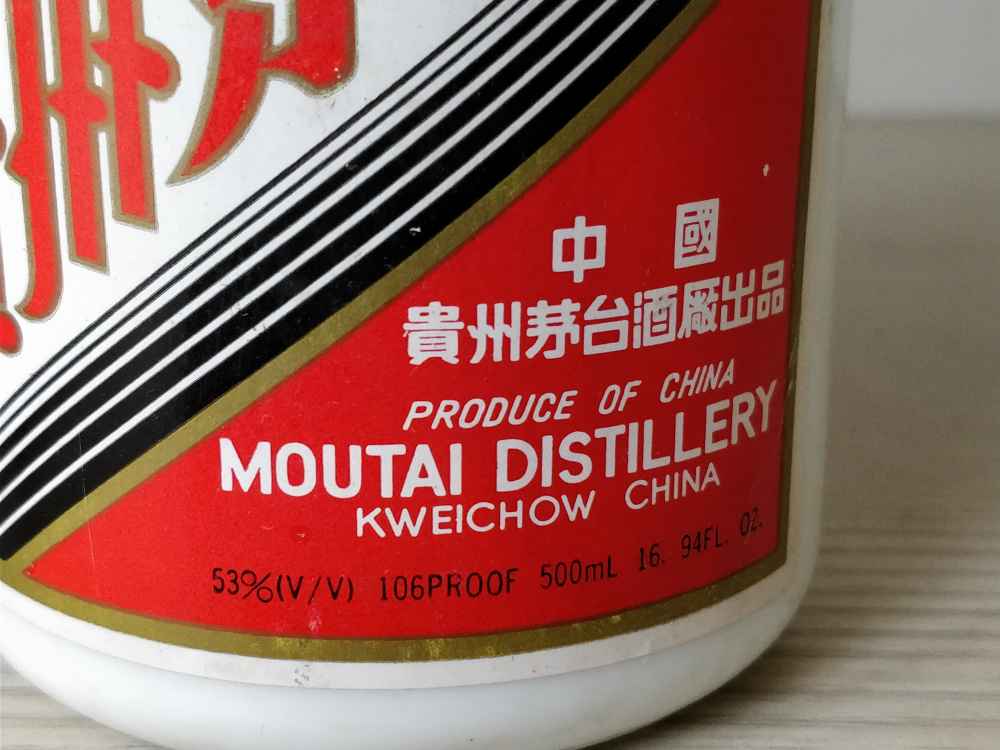 中國
貴州茅台酒厰出品
PRODUCE OF CHINA
MOUTAI DISTILLERY
KWEICHOW CHINA
53%(V/V) 106PROOF 500mL 16.94FL. OZ.